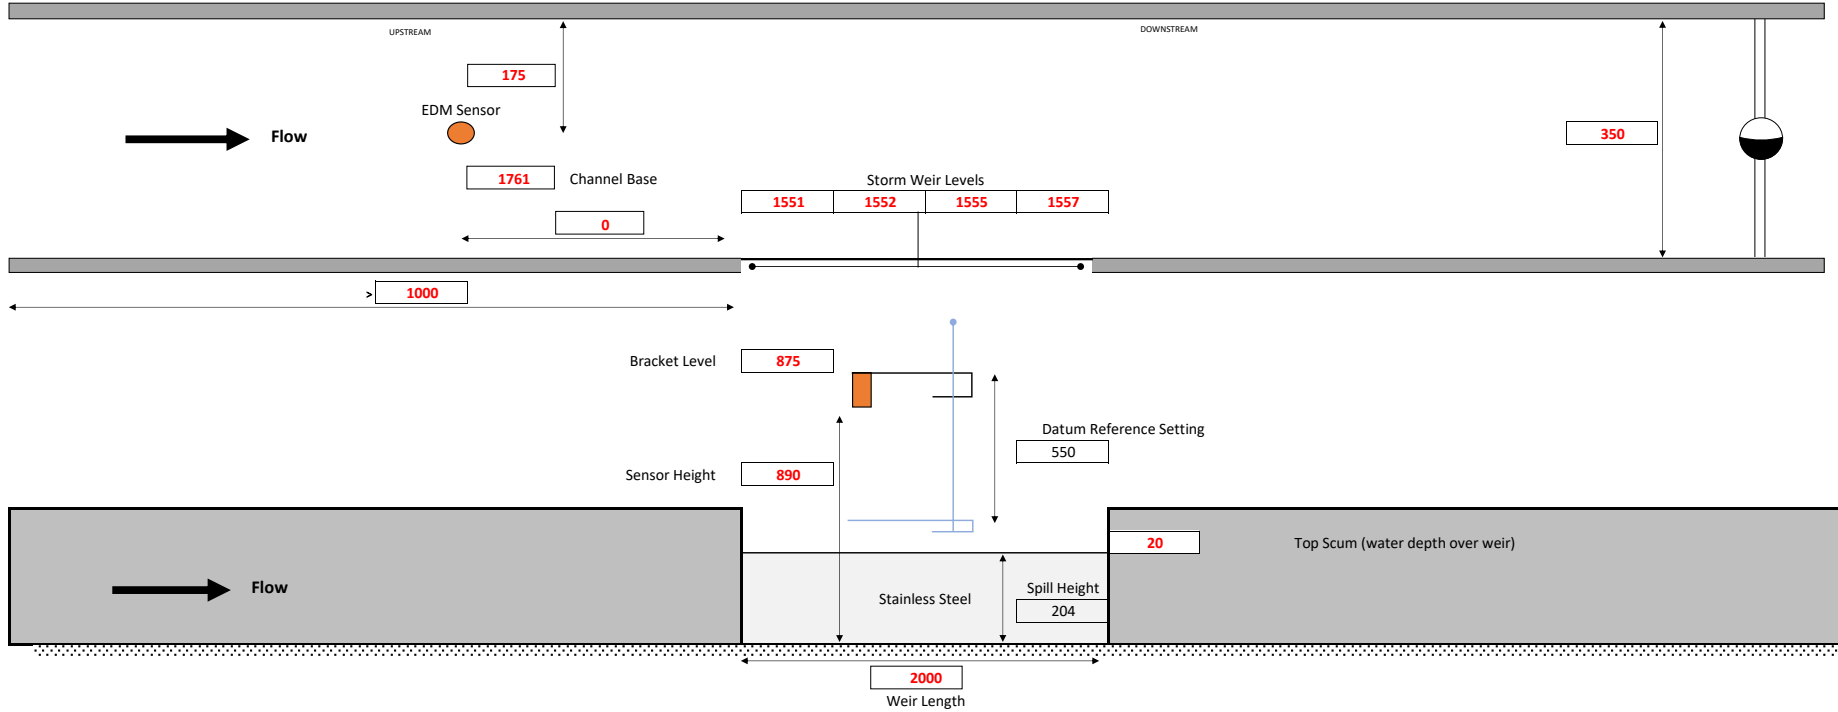 UPSTREAM
DOWNSTREAM
175
EDM Sensor
Flow
350
1761 Channel Base
Storm Weir Levels
1551 1552 1555 1557
0
> 1000
Bracket Level 875
Datum Reference Setting
550
Sensor Height 890
20 Top Scum (water depth over weir)
Flow
Spill Height
Stainless Steel
204
2000
Weir Length